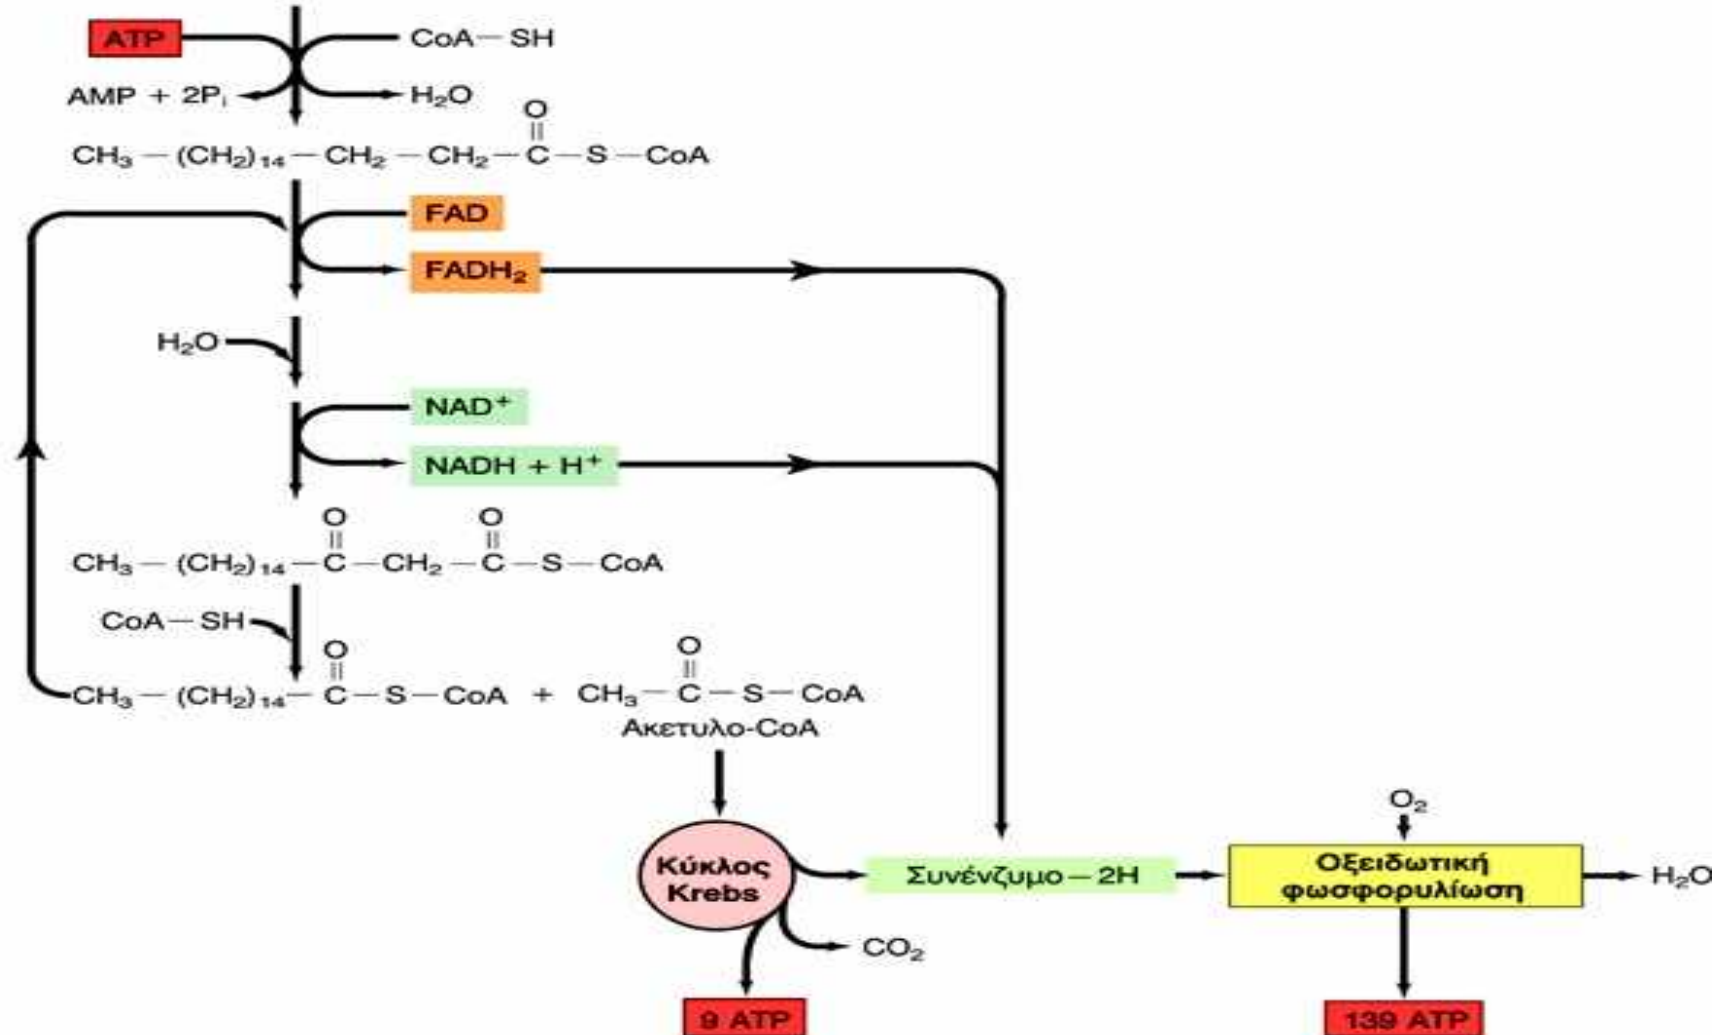 ATP
CoA — SH
AMP + 2Pᵢ
H₂O
O
CH₃ — (CH₂)₁₄ — CH₂ — CH₂ — C — S — CoA
FAD
FADH₂
H₂O
NAD⁺
NADH + H⁺
O O
CH₃ — (CH₂)₁₄ — C — CH₂ — C — S — CoA
CoA — SH
O O
CH₃ — (CH₂)₁₄ — C — S — CoA + CH₃ — C — S — CoA
Ακετυλο-CoA
O₂
Κύκλος
Krebs
Συνένζυμο — 2H
Οξειδωτική
φωσφορυλίωση
H₂O
CO₂
9 ATP
139 ATP